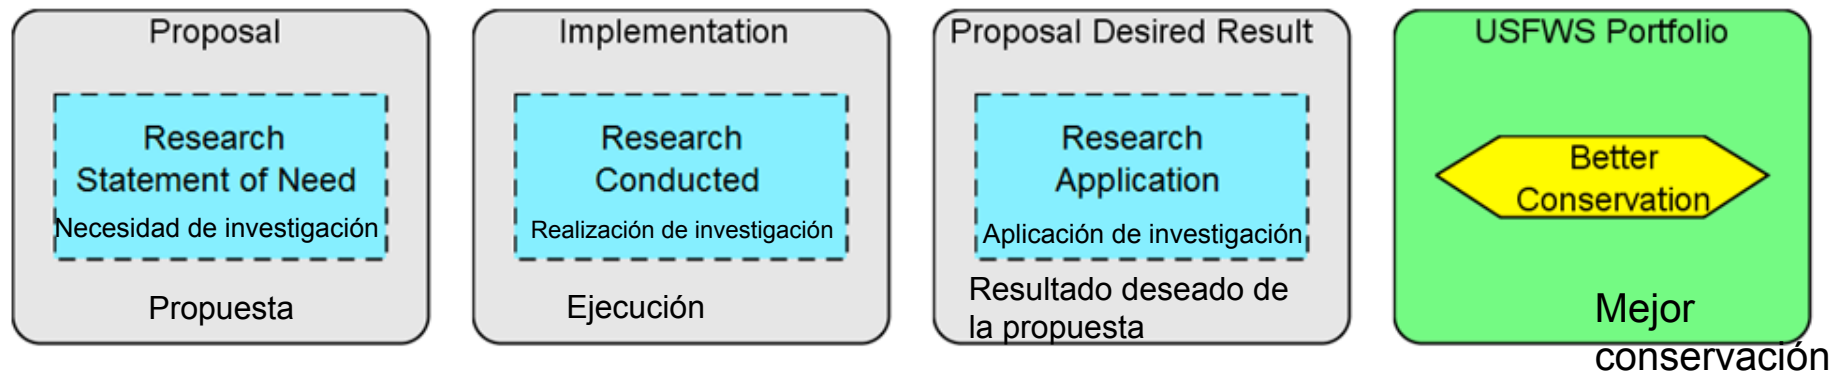 Proposal
Research
Statement of Need
Necesidad de investigación
Propuesta
Implementation
Research
Conducted
Realización de investigación
Ejecución
Proposal Desired Result
Research
Application
Aplicación de investigación
Resultado deseado de
la propuesta
USFWS Portfolio
Better
Conservation
Mejor
conservación